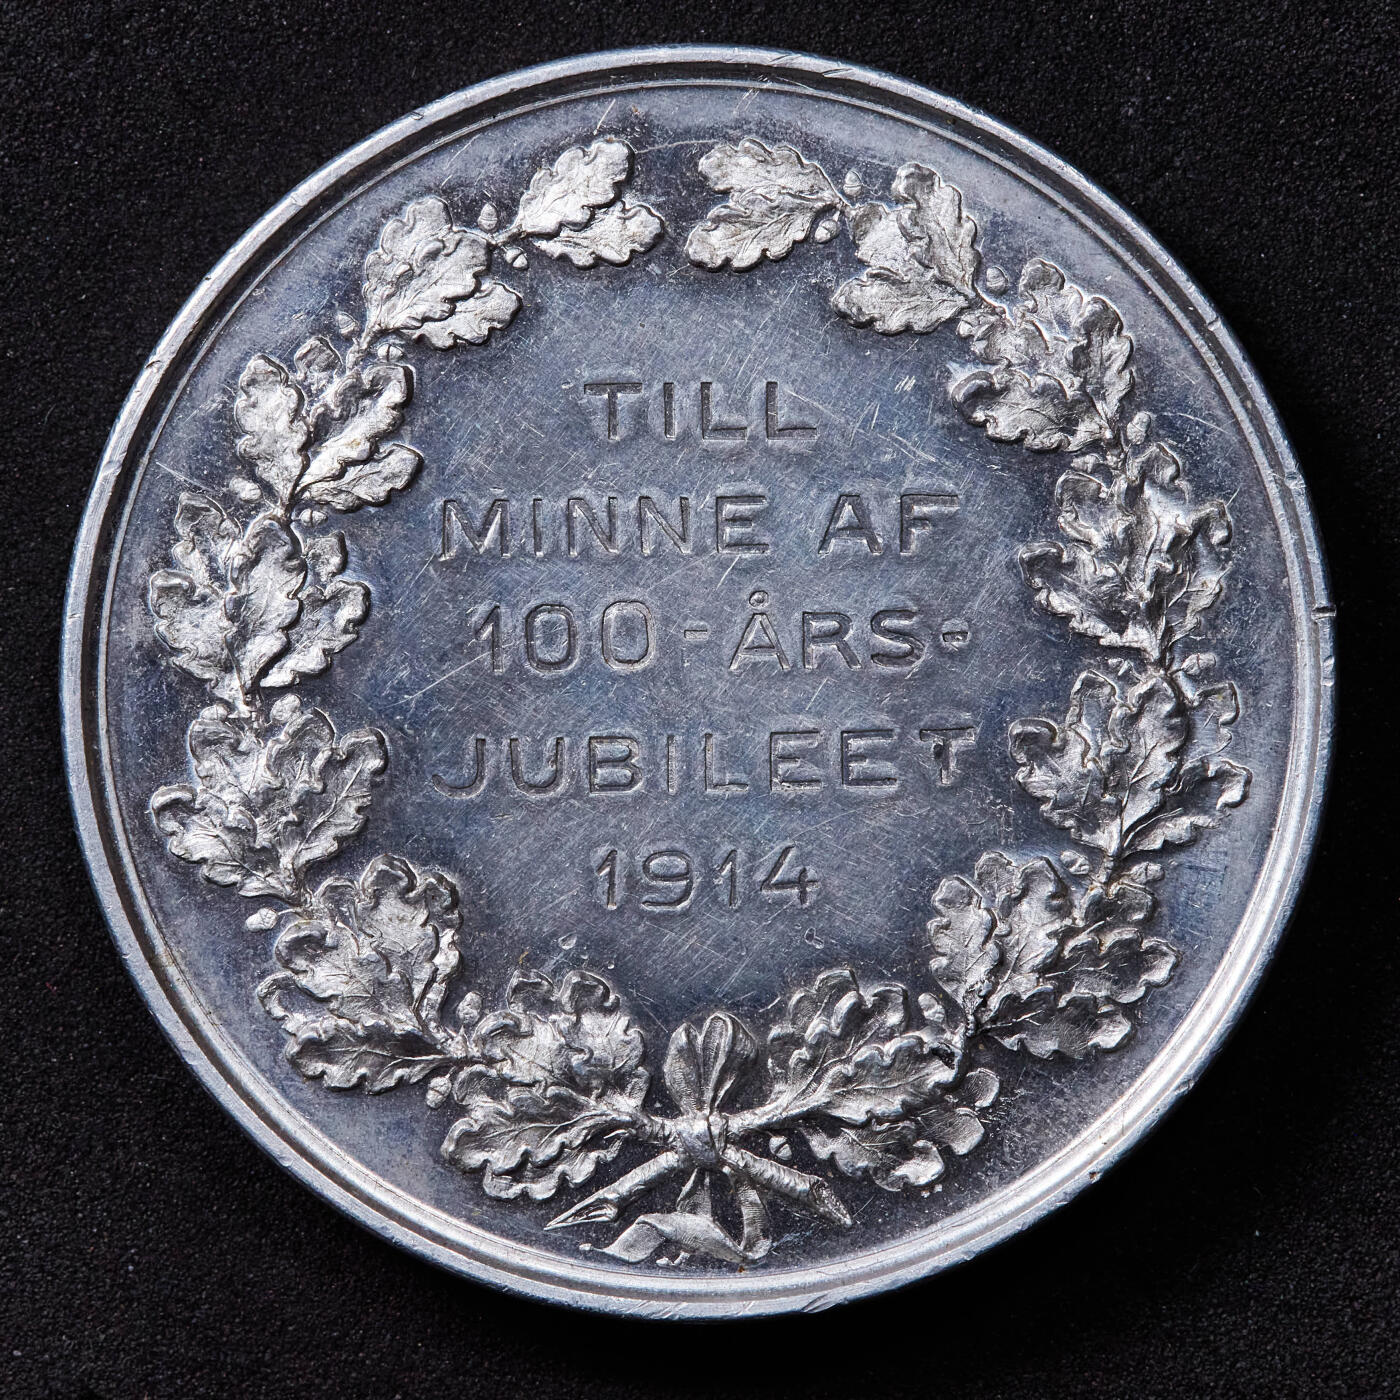 TILL
MINNE AF
100-ÅRS-
JUBILEET
1914